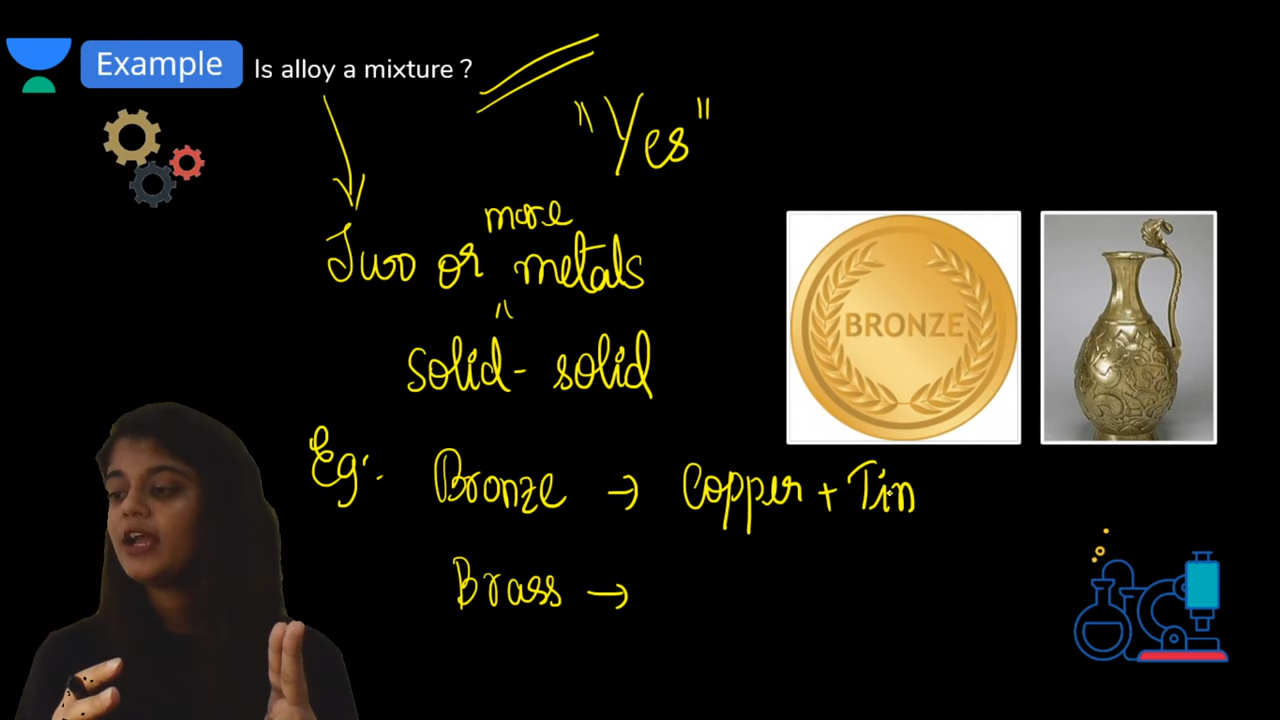 Example Is alloy a mixture ?
"Yes"
more
Two or metals
solid - solid
BRONZE
Eg:- Bronze → Copper + Tin
Brass →